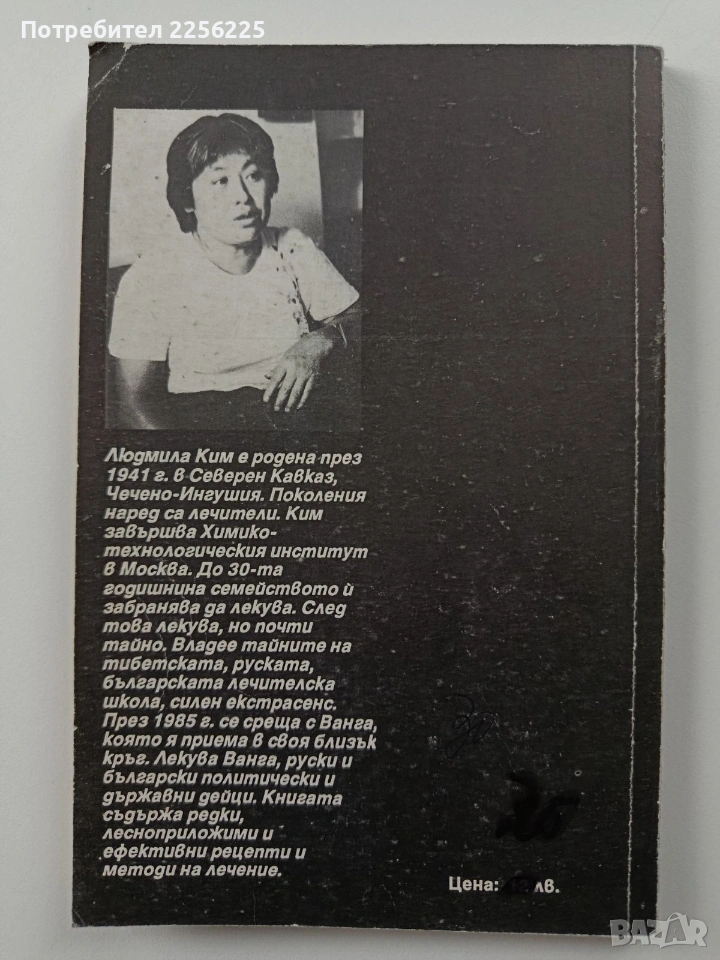 Потребител 2256225
Людмила Ким е родена през
1941 г. в Северен Кавказ,
Чечено-Ингушия. Поколения
наред са лечители. Ким
завършва Химико-
технологическия институт
в Москва. До 30-та
годишнина семейството ѝ
забранява да лекува. След
това лекува, но почти
тайно. Владее тайните на
тибетската, руската,
българската лечителска
школа, силен екстрасенс.
През 1985 г. се среща с Ванга,
която я приема в своя близък
кръг. Лекува Ванга, руски и
български политически и
държавни дейци. Книгата
съдържа редки,
лесноприложими и
ефективни рецепти и
методи на лечение.
Цена: лв.
BAZAR